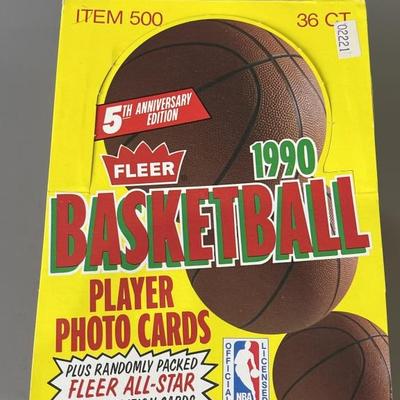 ITEM 500
36 CT
02221
5TH ANNIVERSARY
EDITION
FLEER
1990
BASKETBALL
PLAYER
PHOTO CARDS
PLUS RANDOMLY PACKED
FLEER ALL-STAR
CARDS
OFFICIAL
NBA